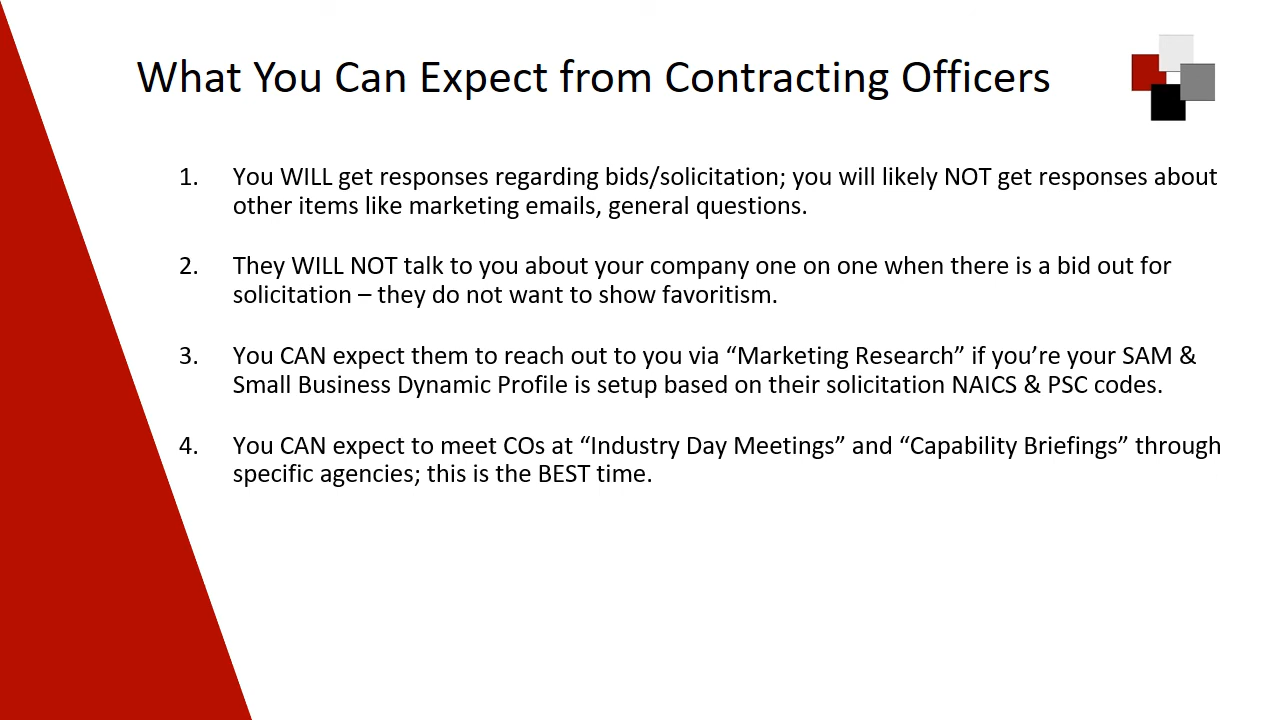 What You Can Expect from Contracting Officers
1. You WILL get responses regarding bids/solicitation; you will likely NOT get responses about
other items like marketing emails, general questions.
2. They WILL NOT talk to you about your company one on one when there is a bid out for
solicitation – they do not want to show favoritism.
3. You CAN expect them to reach out to you via “Marketing Research” if you’re your SAM &
Small Business Dynamic Profile is setup based on their solicitation NAICS & PSC codes.
4. You CAN expect to meet COs at “Industry Day Meetings” and “Capability Briefings” through
specific agencies; this is the BEST time.